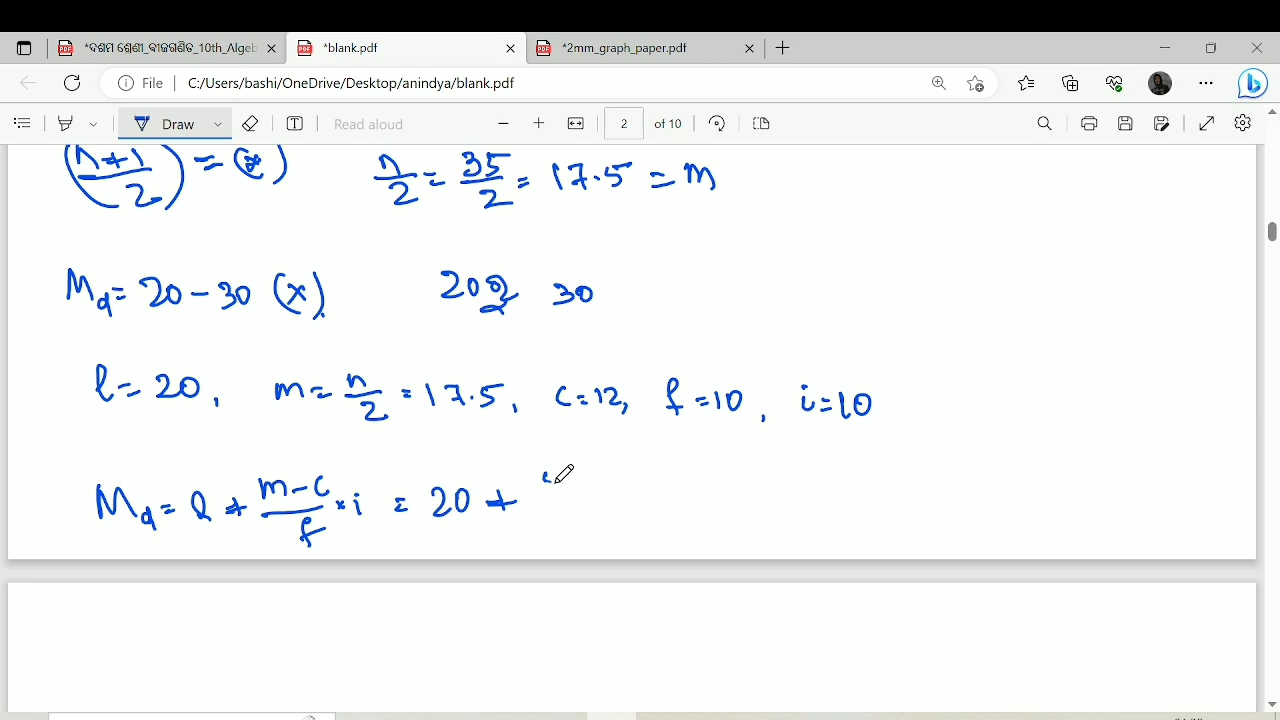 *ଦଶମ ଶ୍ରେଣୀ_ବୀଜଗଣିତ_10th_Algeb
*blank.pdf
*2mm_graph_paper.pdf
File C:/Users/bashi/OneDrive/Desktop/anindya/blank.pdf
Draw Read aloud 2 of 10
(n+1/2) = n/2 = 35/2 = 17.5 = m
Md = 20 - 30 (x) 20ରୁ 30
l = 20, m = n/2 = 17.5, c=12, f=10, i=10
Md = l + m-c/f × i = 20 +